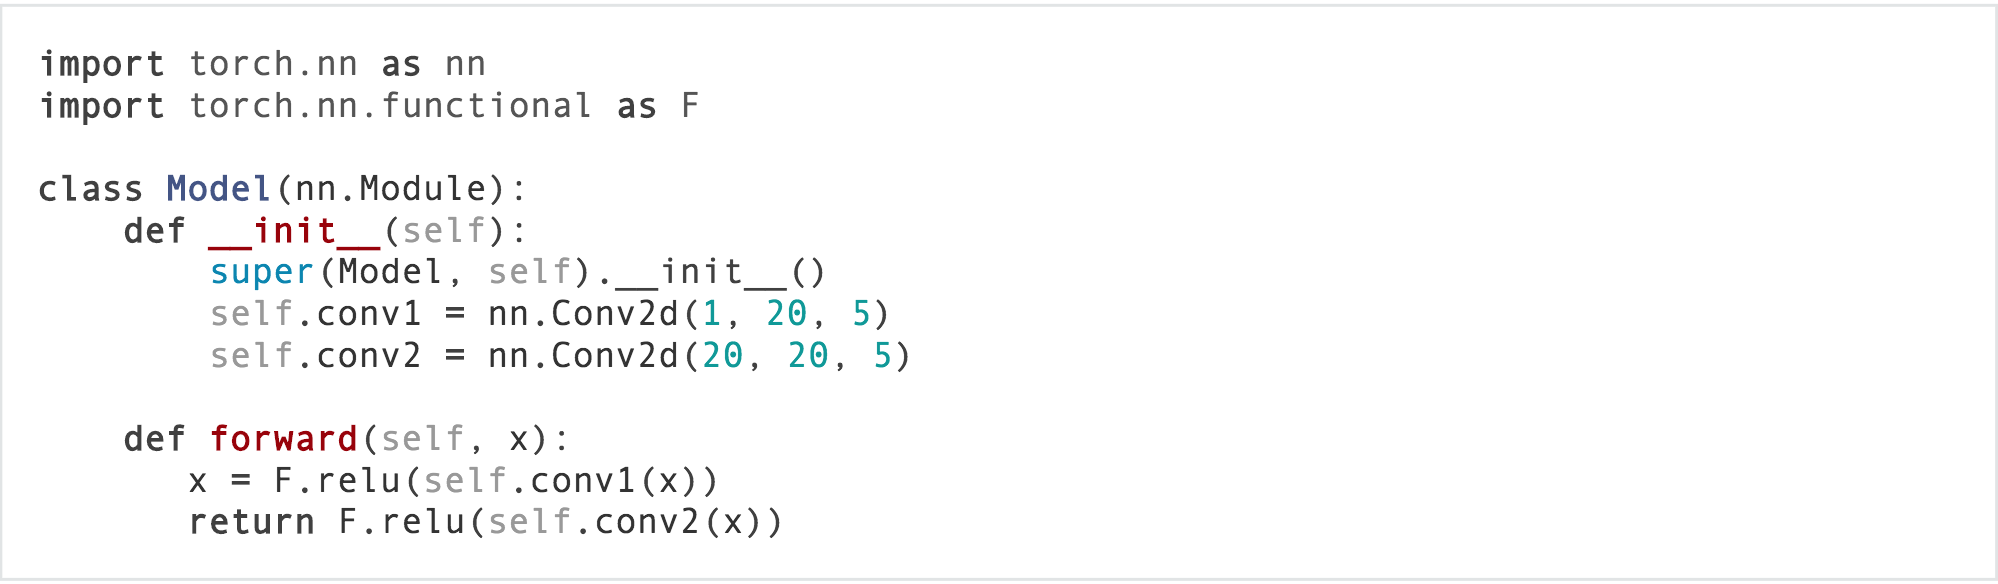 import torch.nn as nn
import torch.nn.functional as F

class Model(nn.Module):
    def __init__(self):
        super(Model, self).__init__()
        self.conv1 = nn.Conv2d(1, 20, 5)
        self.conv2 = nn.Conv2d(20, 20, 5)

    def forward(self, x):
       x = F.relu(self.conv1(x))
       return F.relu(self.conv2(x))